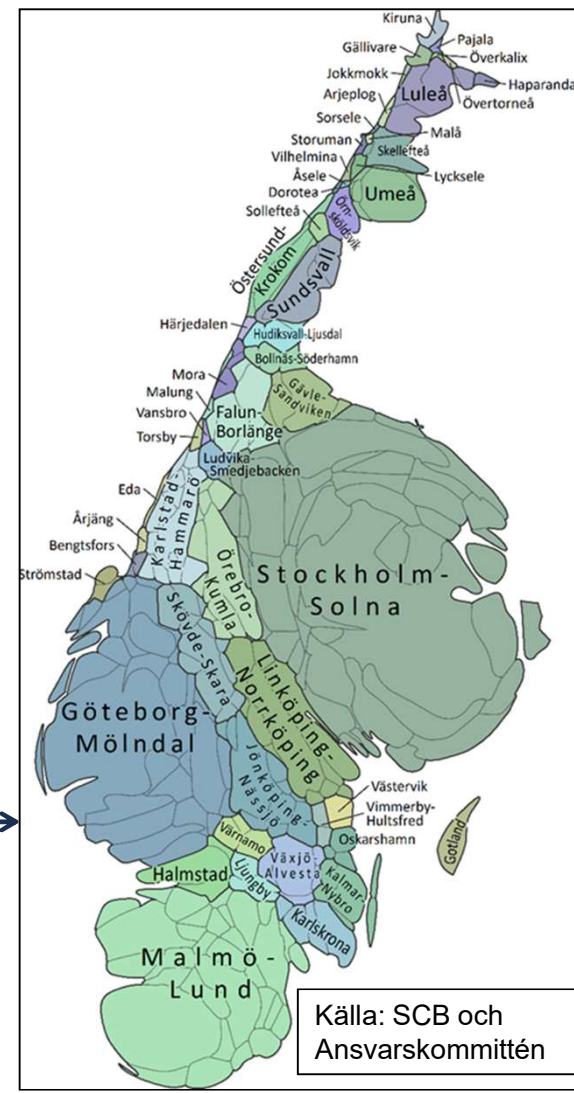 Kiruna
Gällivare
Pajala
Överkalix
Jokkmokk
Haparanda
Arjeplog
Luleå
Övertorneå
Sorsele
Malå
Storuman
Skellefteå
Vilhelmina
Lycksele
Åsele
Dorotea
Umeå
Sollefteå
Örn-
sköldsvik
Östersund-
Krokom
Sundsvall
Härjedalen
Hudiksvall-Ljusdal
Bollnäs-Söderhamn
Mora
Gävle-
Sandviken
Malung
Vansbro
Falun-
Borlänge
Torsby
Ludvika-
Smedjebacken
Eda
Karlstad-
Hammarö
Årjäng
Bengtsfors
Strömstad
Örebro-
Kumla
Stockholm-
Solna
Skövde-Skara
Linköping-
Norrköping
Göteborg-
Mölndal
Jönköping-
Nässjö
Västervik
Vimmerby-
Hultsfred
Värnamo
Oskarshamn
Gotland
Halmstad
Ljungby
Växjö-
Alvesta
Kalmar-
Nybro
Karlskrona
Malmö-
Lund
Källa: SCB och
Ansvarskommittén